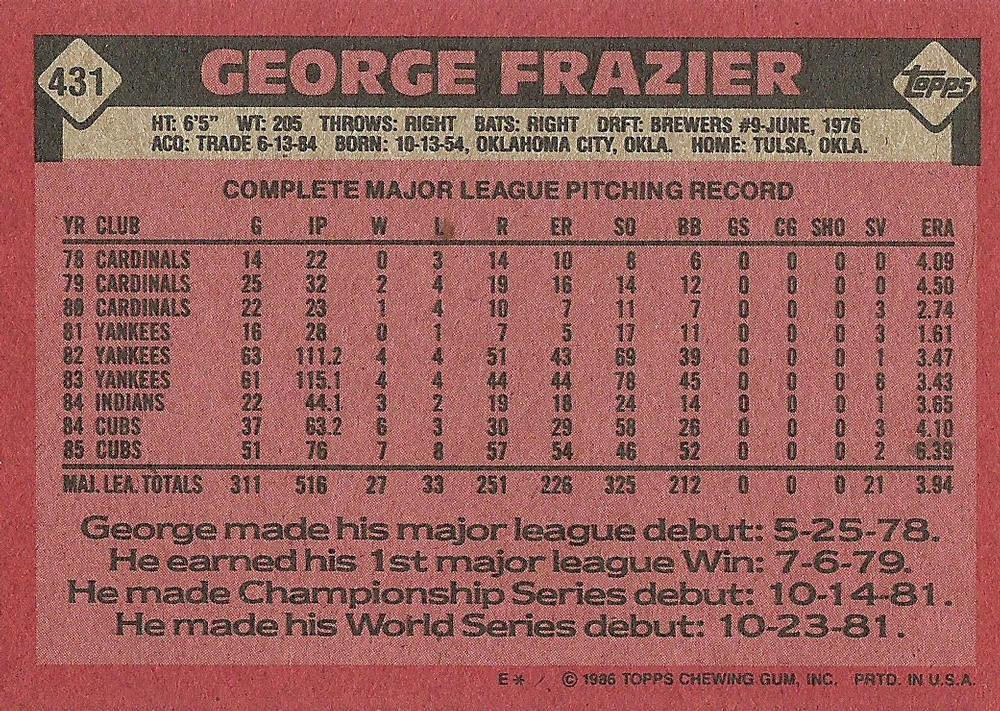 431 GEORGE FRAZIER Topps
HT: 6'5" WT: 205 THROWS: RIGHT BATS: RIGHT DRFT: BREWERS #9-JUNE, 1976
ACQ: TRADE 6-13-84 BORN: 10-13-54, OKLAHOMA CITY, OKLA. HOME: TULSA, OKLA.
COMPLETE MAJOR LEAGUE PITCHING RECORD
YR CLUB G IP W L R ER SO BB GS CG SHO SV ERA
78 CARDINALS 14 22 0 3 14 10 8 6 0 0 0 0 4.09
79 CARDINALS 25 32 2 4 19 16 14 12 0 0 0 0 4.50
80 CARDINALS 22 23 1 4 10 7 11 7 0 0 0 3 2.74
81 YANKEES 16 28 0 1 7 5 17 11 0 0 0 3 1.61
82 YANKEES 63 111.2 4 4 51 43 69 39 0 0 0 1 3.47
83 YANKEES 61 115.1 4 4 44 44 78 45 0 0 0 8 3.43
84 INDIANS 22 44.1 3 2 19 18 24 14 0 0 0 1 3.65
84 CUBS 37 63.2 6 3 30 29 58 26 0 0 0 3 4.10
85 CUBS 51 76 7 8 57 54 46 52 0 0 0 2 6.39
MAJ. LEA. TOTALS 311 516 27 33 251 226 325 212 0 0 0 21 3.94
George made his major league debut: 5-25-78.
He earned his 1st major league Win: 7-6-79.
He made Championship Series debut: 10-14-81.
He made his World Series debut: 10-23-81.
E* © 1986 TOPPS CHEWING GUM, INC. PRTD. IN U.S.A.